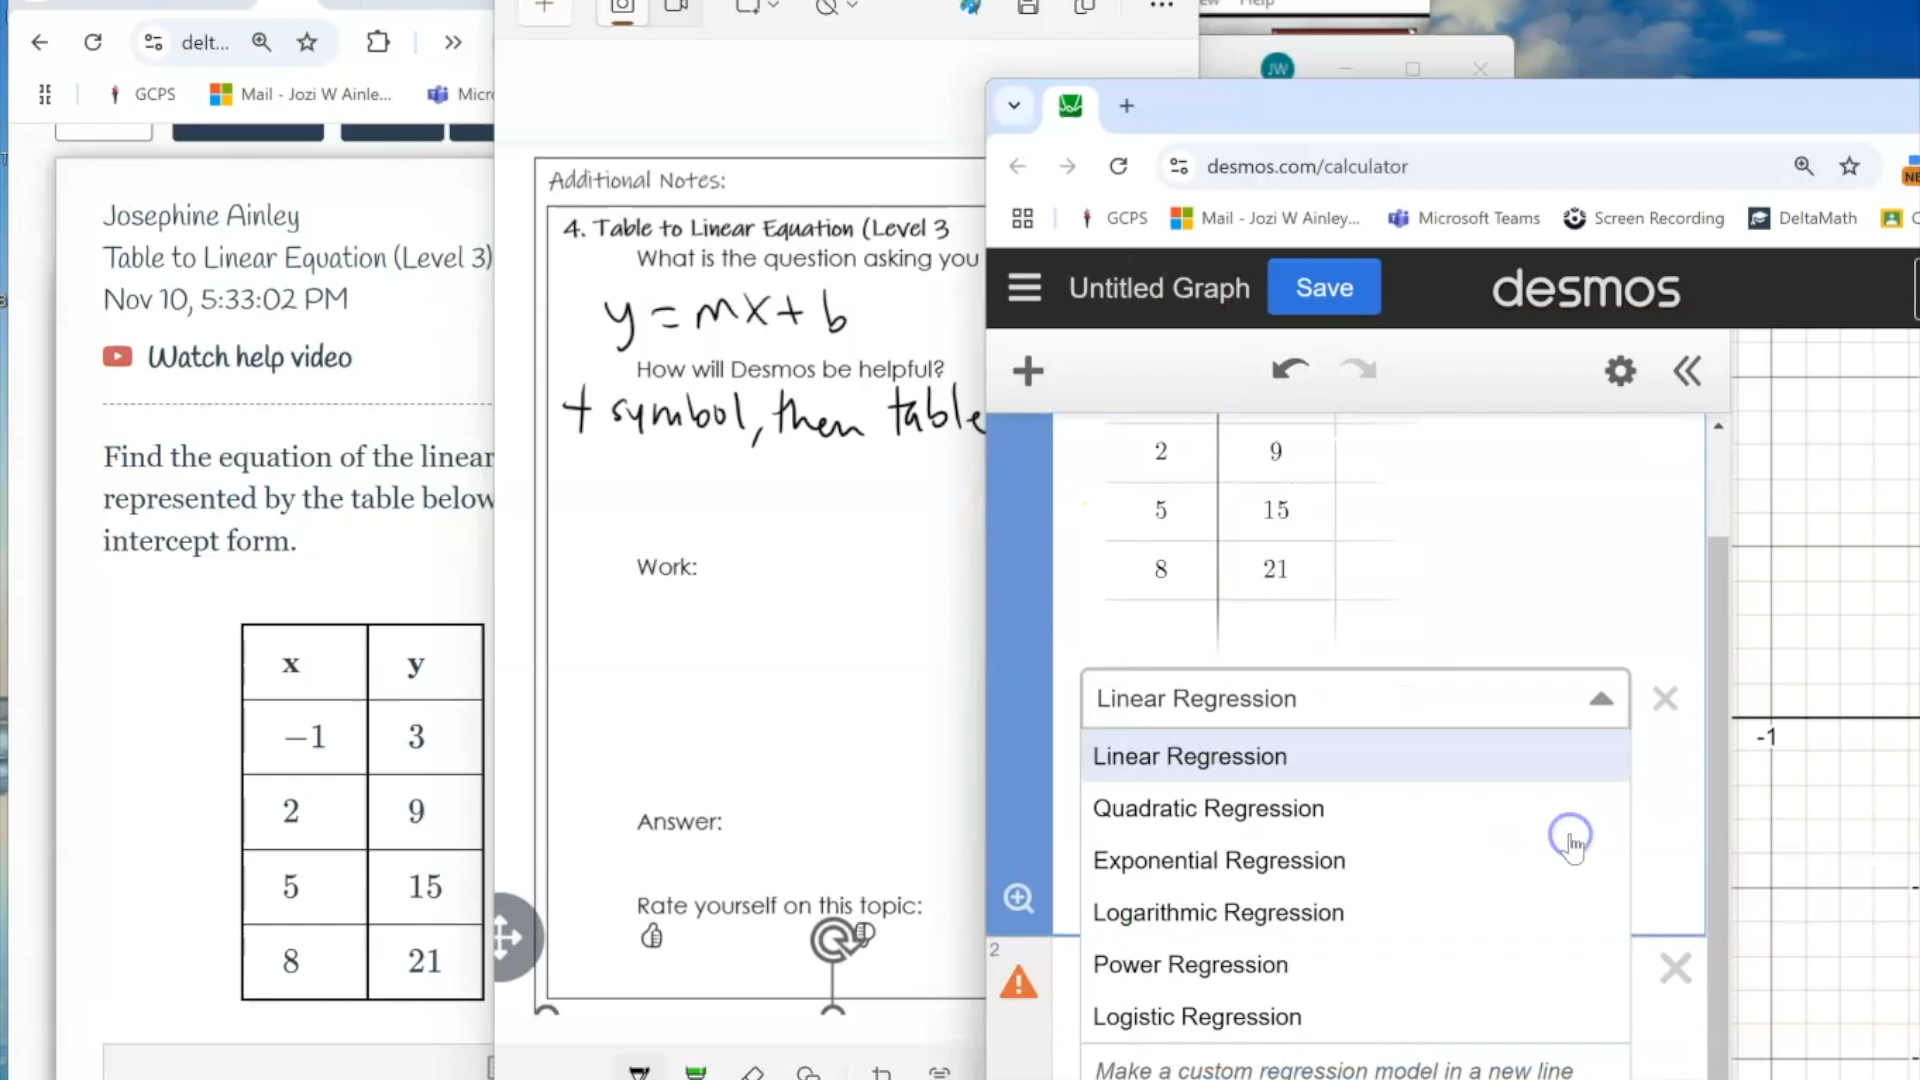 delt...
GCPS
Mail - Jozi W Ainle...
Micr
Josephine Ainley
Table to Linear Equation (Level 3)
Nov 10, 5:33:02 PM
Watch help video
Find the equation of the linear
represented by the table below
intercept form.
x y
−1 3
2 9
5 15
8 21
Additional Notes:
4. Table to Linear Equation (Level 3
What is the question asking you
y = mx + b
How will Desmos be helpful?
+ symbol, then table
Work:
Answer:
Rate yourself on this topic:
Help
JW
desmos.com/calculator
NE
GCPS
Mail - Jozi W Ainley...
Microsoft Teams
Screen Recording
DeltaMath
Untitled Graph
Save
desmos
2 9
5 15
8 21
Linear Regression
Linear Regression
Quadratic Regression
Exponential Regression
Logarithmic Regression
Power Regression
Logistic Regression
Make a custom regression model in a new line
2
-1